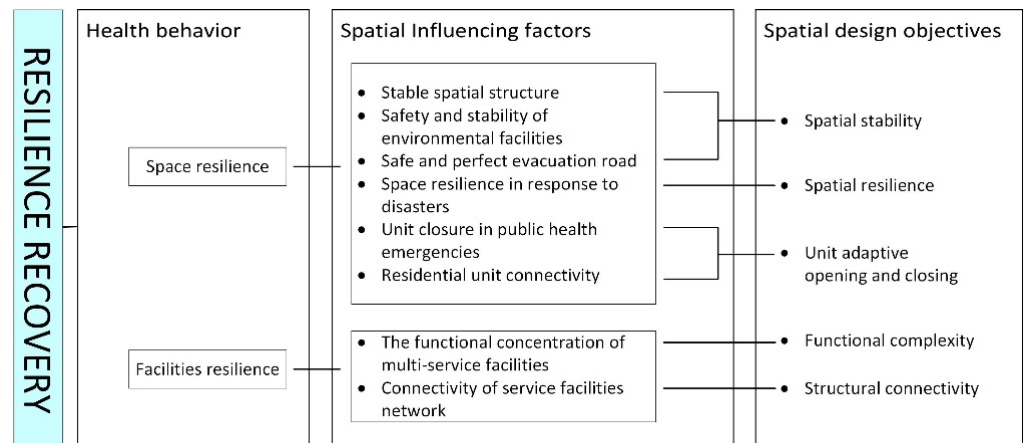 RESILIENCE RECOVERY
Health behavior
Space resilience
Facilities resilience
Spatial Influencing factors
• Stable spatial structure
• Safety and stability of
environmental facilities
• Safe and perfect evacuation road
• Space resilience in response to
disasters
• Unit closure in public health
emergencies
• Residential unit connectivity
• The functional concentration of
multi-service facilities
• Connectivity of service facilities
network
Spatial design objectives
• Spatial stability
• Spatial resilience
• Unit adaptive
opening and closing
• Functional complexity
• Structural connectivity